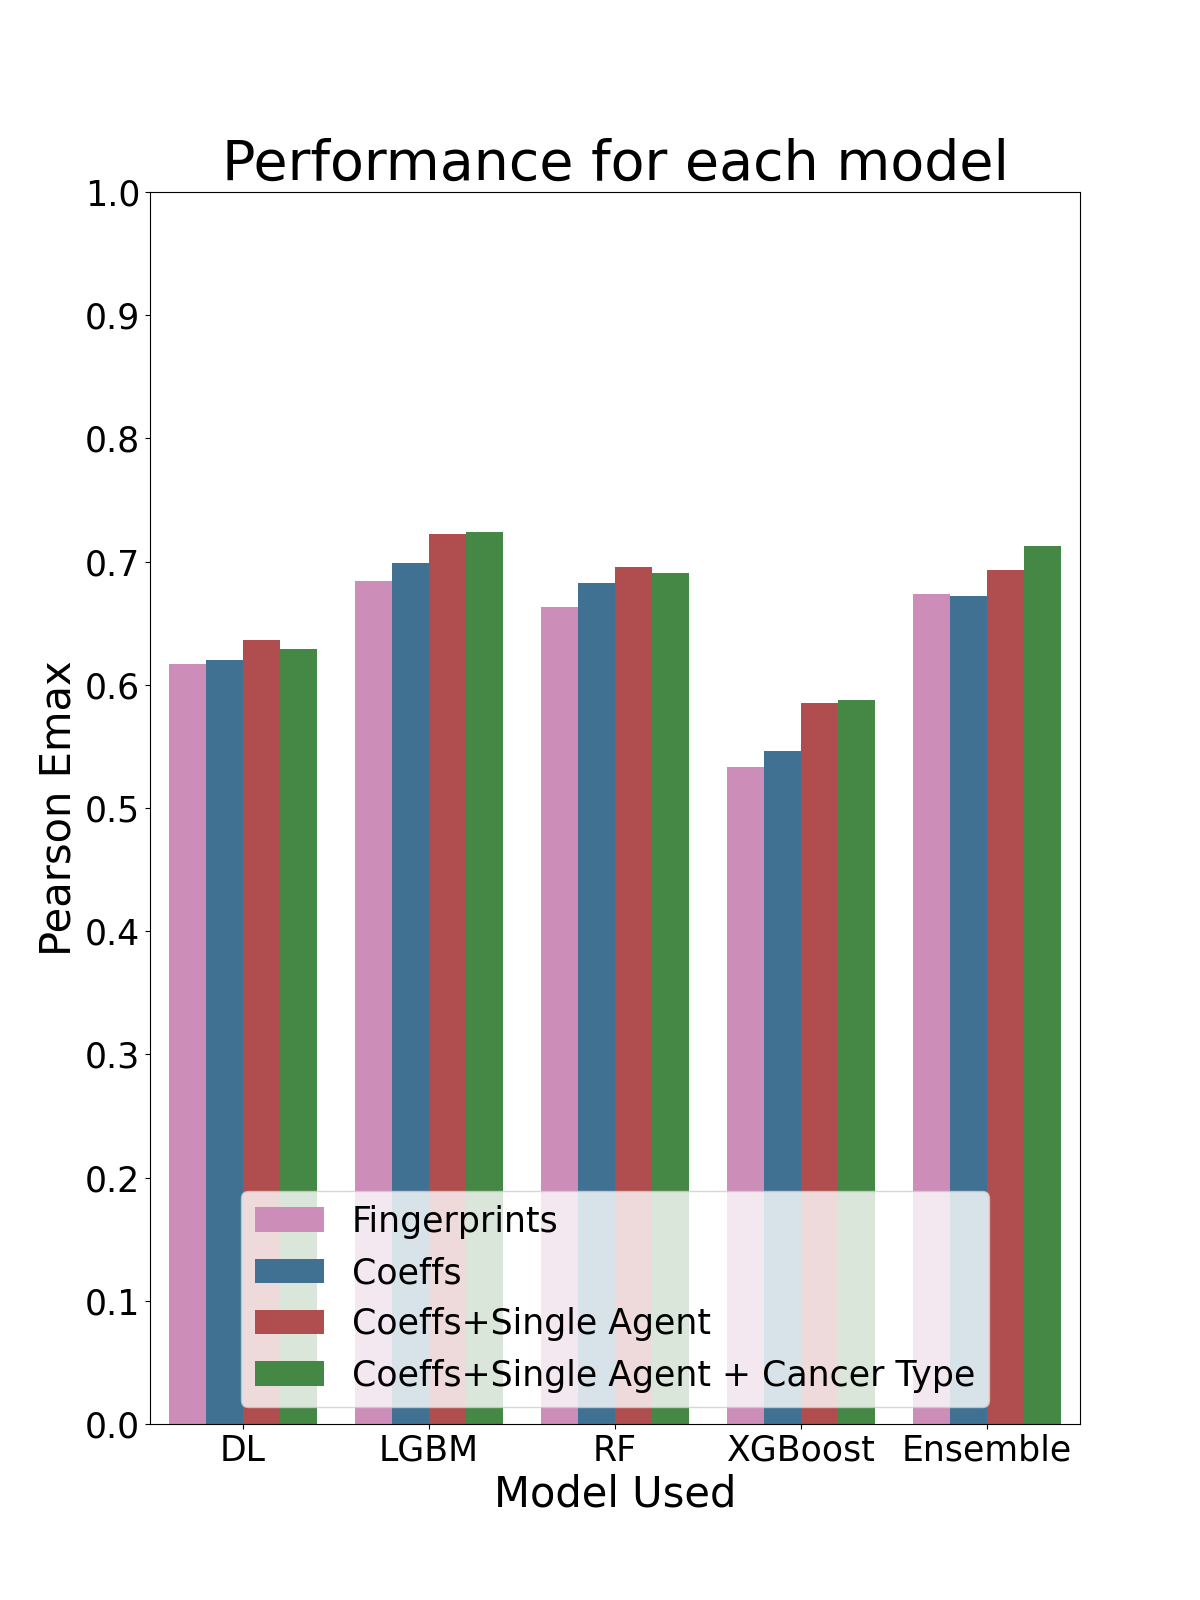 Performance for each model
1.0
0.9
0.8
0.7
0.6
0.5
0.4
0.3
0.2
0.1
0.0
Pearson Emax
Fingerprints
Coeffs
Coeffs+Single Agent
Coeffs+Single Agent + Cancer Type
DL LGBM RF XGBoost Ensemble
Model Used